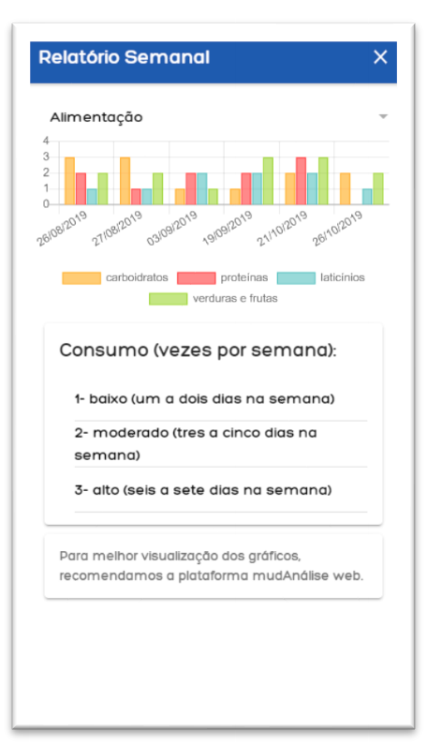 Relatório Semanal ×
Alimentação
4
3
2
1
0
26/08/2019 27/08/2019 03/09/2019 19/09/2019 21/10/2019 26/10/2019
carboidratos proteínas laticinios
verduras e frutas
Consumo (vezes por semana):
1- baixo (um a dois dias na semana)
2- moderado (tres a cinco dias na
semana)
3- alto (seis a sete dias na semana)
Para melhor visualização dos gráficos,
recomendamos a plataforma mudAnálise web.